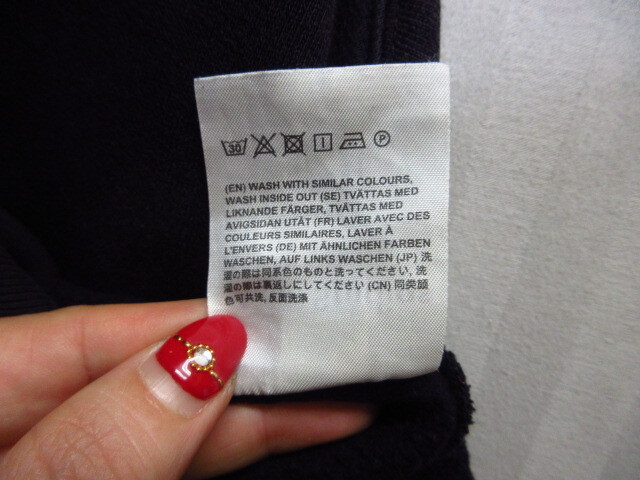 30 P
(EN) WASH WITH SIMILAR COLOURS,
WASH INSIDE OUT (SE) TVÄTTAS MED
LIKNANDE FÄRGER, TVÄTTAS MED
AVIGSIDAN UTÅT (FR) LAVER AVEC DES
COULEURS SIMILAIRES, LAVER À
L'ENVERS (DE) MIT ÄHNLICHEN FARBEN
WASCHEN, AUF LINKS WASCHEN (JP) 洗
濯の際は同系色のものと洗ってください, 洗
濯の際は裏返しにしてください (CN) 同类颜
色可共洗, 反面洗涤